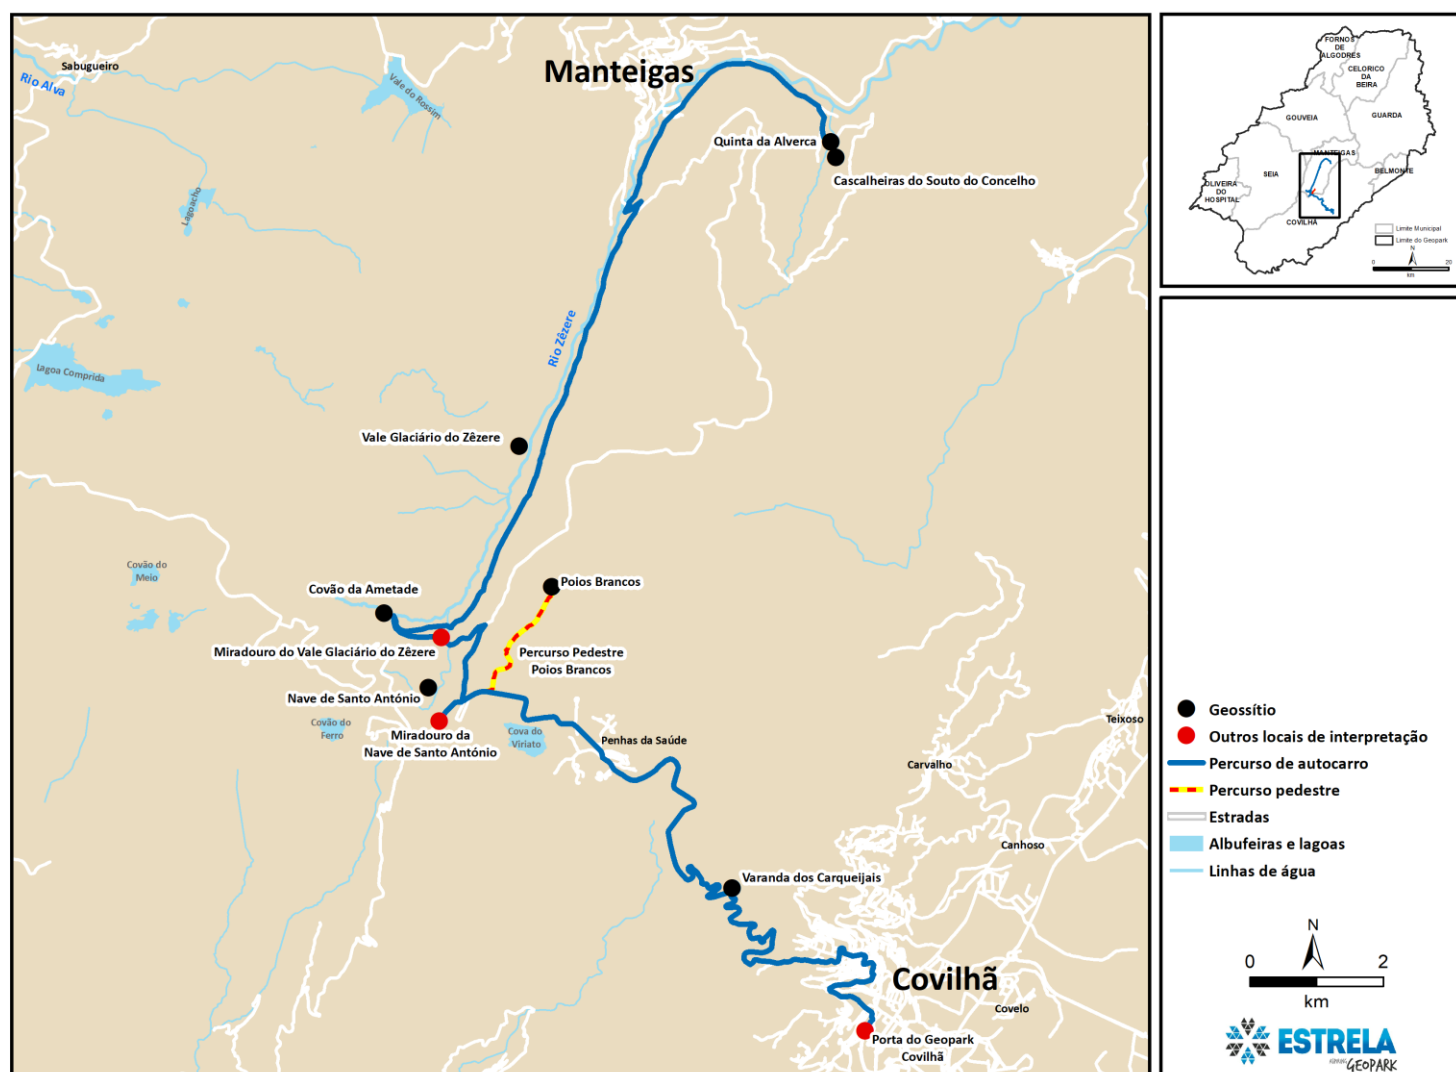 Sabugueiro
Rio Alva
Vale do Rossim
Manteigas
Quinta da Alverca
Cascalheiras do Souto do Concelho
Lagoacho
Rio Zêzere
Lagoa Comprida
Vale Glaciário do Zêzere
Covão do
Meio
Covão da Ametade
Poios Brancos
Miradouro do Vale Glaciário do Zêzere
Percurso Pedestre
Poios Brancos
Nave de Santo António
Covão do
Ferro
Miradouro da
Nave de Santo António
Cova do
Viriato
Penhas da Saúde
Teixoso
Carvalho
Canhoso
Varanda dos Carqueijais
Covilhã
Covelo
Porta do Geopark
Covilhã
FORNOS
DE
ALGODRES
CELORICO
DA
BEIRA
GOUVEIA
GUARDA
MANTEIGAS
SEIA
BELMONTE
OLIVEIRA
DO
HOSPITAL
COVILHÃ
Limite Municipal
Limite do Geopark
N
0 20
km
Geossítio
Outros locais de interpretação
Percurso de autocarro
Percurso pedestre
Estradas
Albufeiras e lagoas
Linhas de água
N
0 2
km
ESTRELA
GEOPARK